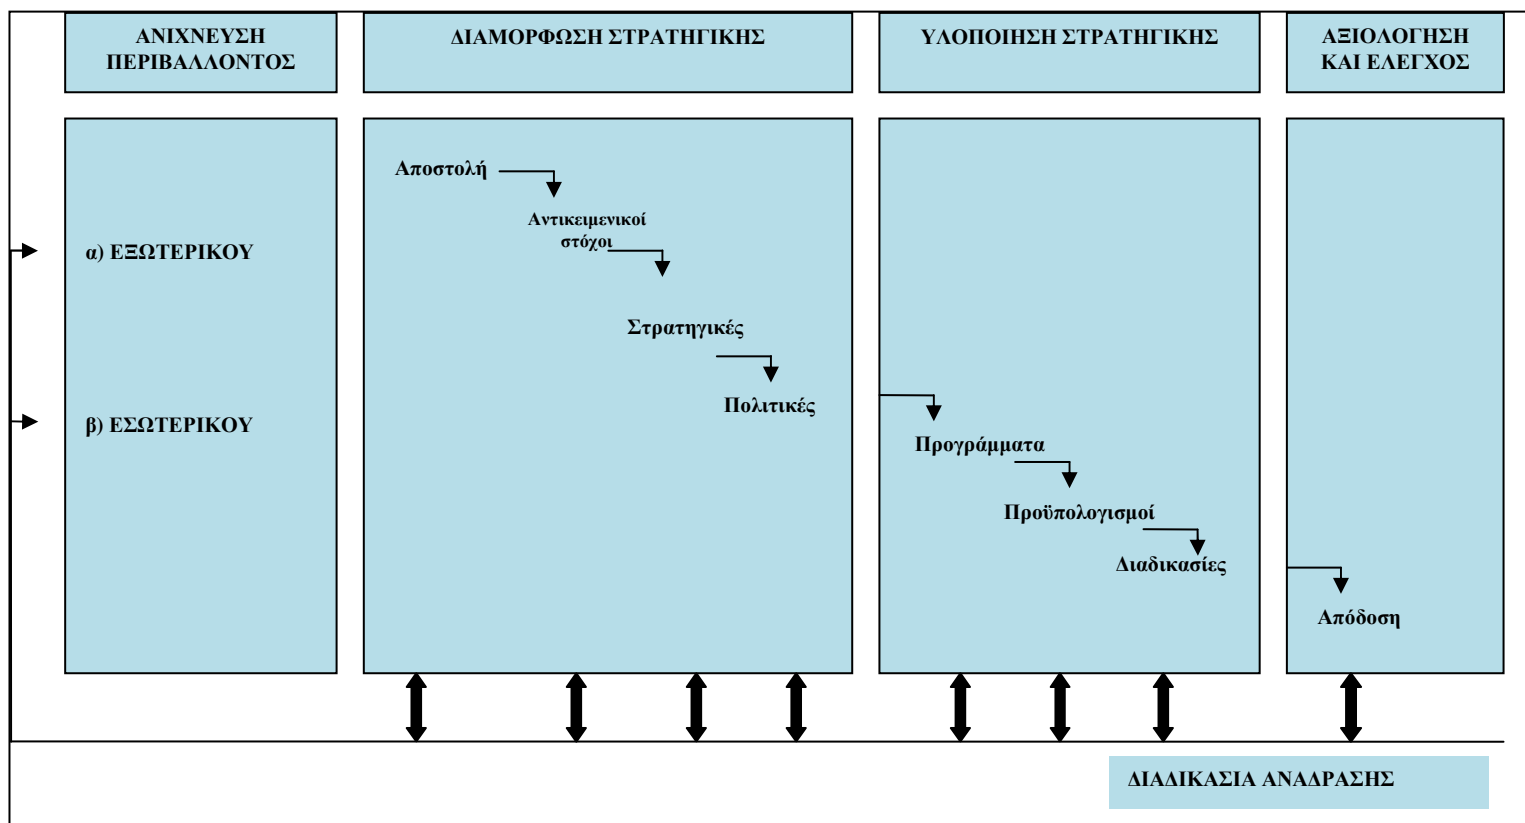 ΑΝΙΧΝΕΥΣΗ
ΠΕΡΙΒΑΛΛΟΝΤΟΣ
ΔΙΑΜΟΡΦΩΣΗ ΣΤΡΑΤΗΓΙΚΗΣ
ΥΛΟΠΟΙΗΣΗ ΣΤΡΑΤΗΓΙΚΗΣ
ΑΞΙΟΛΟΓΗΣΗ
ΚΑΙ ΕΛΕΓΧΟΣ
α) ΕΞΩΤΕΡΙΚΟΥ
β) ΕΣΩΤΕΡΙΚΟΥ
Αποστολή
Αντικειμενικοί
στόχοι
Στρατηγικές
Πολιτικές
Προγράμματα
Προϋπολογισμοί
Διαδικασίες
Απόδοση
ΔΙΑΔΙΚΑΣΙΑ ΑΝΑΔΡΑΣΗΣ